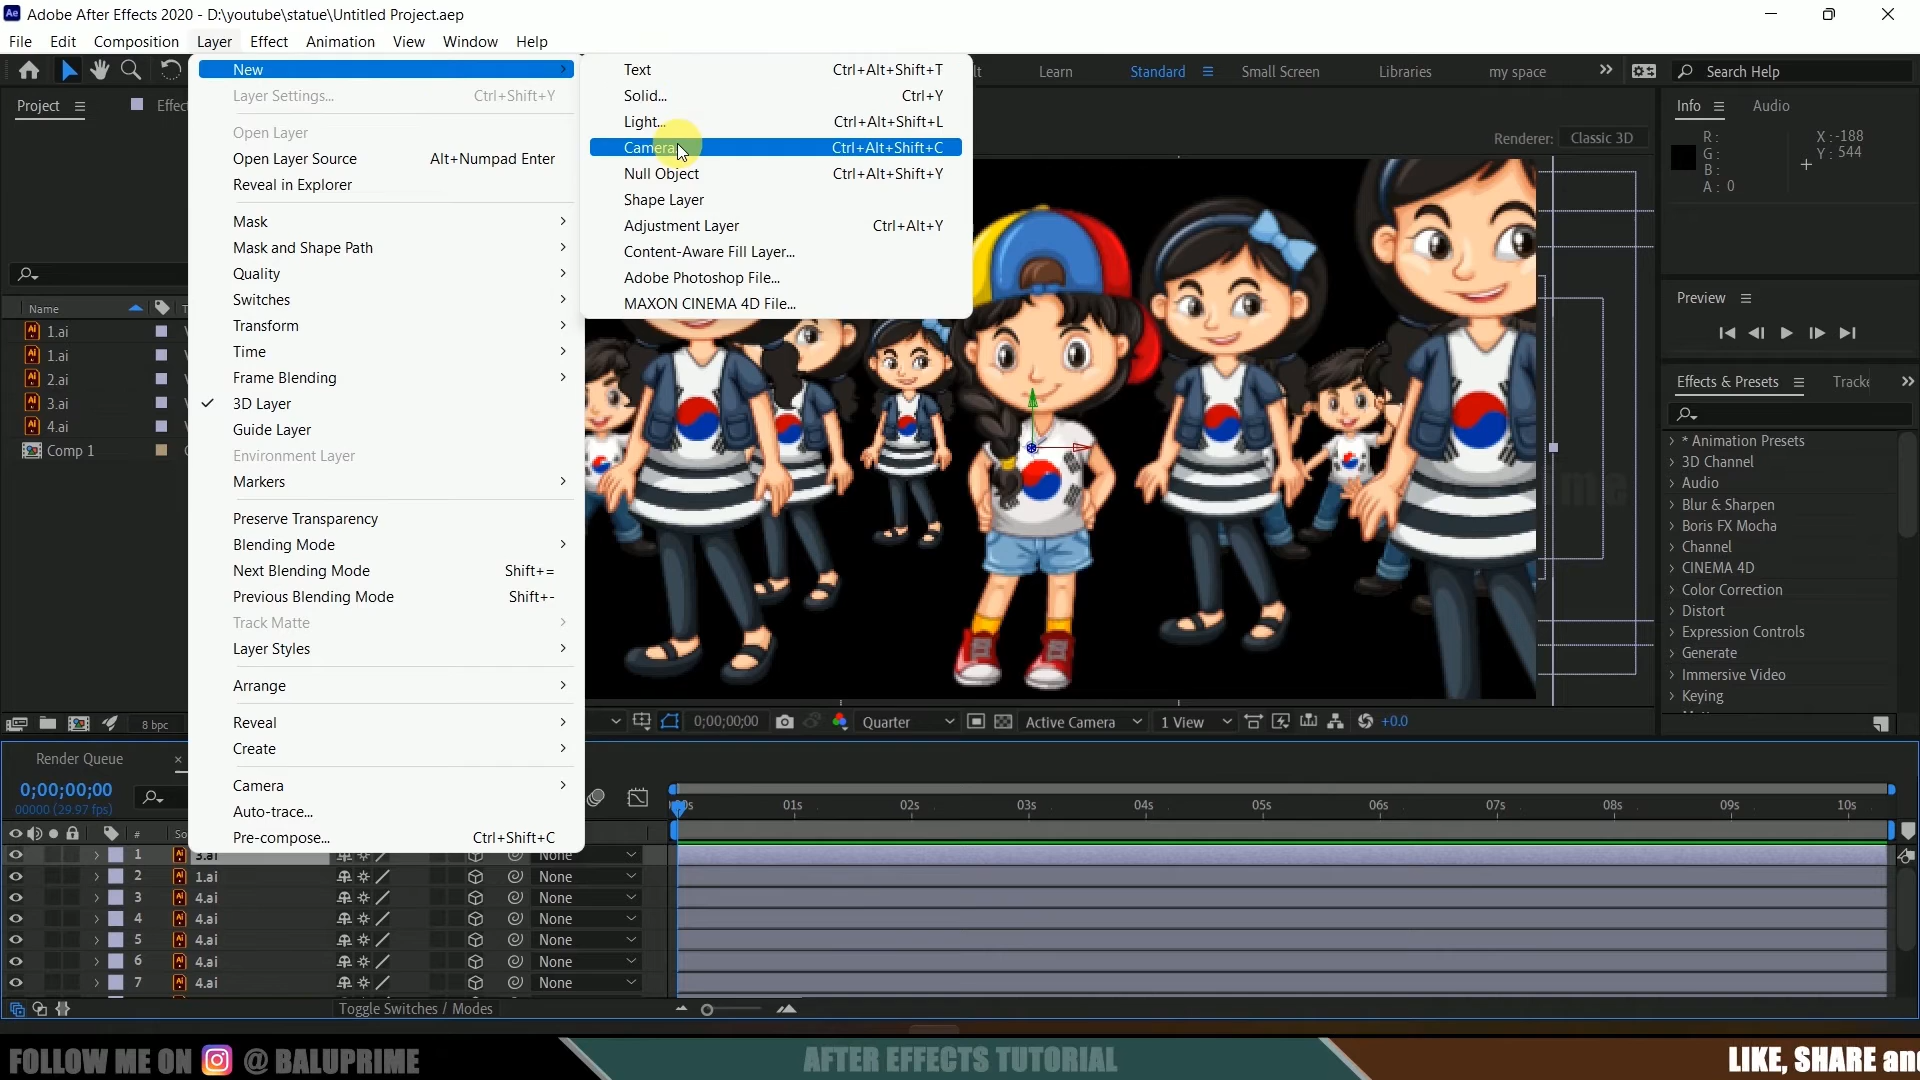 Adobe After Effects 2020 - D:\youtube\statue\Untitled Project.aep
File Edit Composition Layer Effect Animation View Window Help
Learn Standard Small Screen Libraries my space Search Help
Project
Name
1.ai
1.ai
2.ai
3.ai
4.ai
Comp 1
8 bpc
New
Layer Settings... Ctrl+Shift+Y
Open Layer
Open Layer Source Alt+Numpad Enter
Reveal in Explorer
Mask
Mask and Shape Path
Quality
Switches
Transform
Time
Frame Blending
3D Layer
Guide Layer
Environment Layer
Markers
Preserve Transparency
Blending Mode
Next Blending Mode Shift+=
Previous Blending Mode Shift+-
Track Matte
Layer Styles
Arrange
Reveal
Create
Camera
Auto-trace...
Pre-compose... Ctrl+Shift+C
Text Ctrl+Alt+Shift+T
Solid... Ctrl+Y
Light... Ctrl+Alt+Shift+L
Camera... Ctrl+Alt+Shift+C
Null Object Ctrl+Alt+Shift+Y
Shape Layer
Adjustment Layer Ctrl+Alt+Y
Content-Aware Fill Layer...
Adobe Photoshop File...
MAXON CINEMA 4D File...
Renderer: Classic 3D
me
0;00;00;00 Quarter Active Camera 1 View +0.0
Info Audio
R: X:-188
G: Y: 544
B:
A: 0
Preview
Effects & Presets
* Animation Presets
3D Channel
Audio
Blur & Sharpen
Boris FX Mocha
Channel
CINEMA 4D
Color Correction
Distort
Expression Controls
Generate
Immersive Video
Keying
Render Queue
0;00;00;00
00000 (29.97 fps)
01s 02s 03s 04s 05s 06s 07s 08s 09s 10s
#
1 3.ai None
2 1.ai None
3 4.ai None
4 4.ai None
5 4.ai None
6 4.ai None
7 4.ai None
Toggle Switches / Modes
FOLLOW ME ON @ BALUPRIME AFTER EFFECTS TUTORIAL LIKE, SHARE and